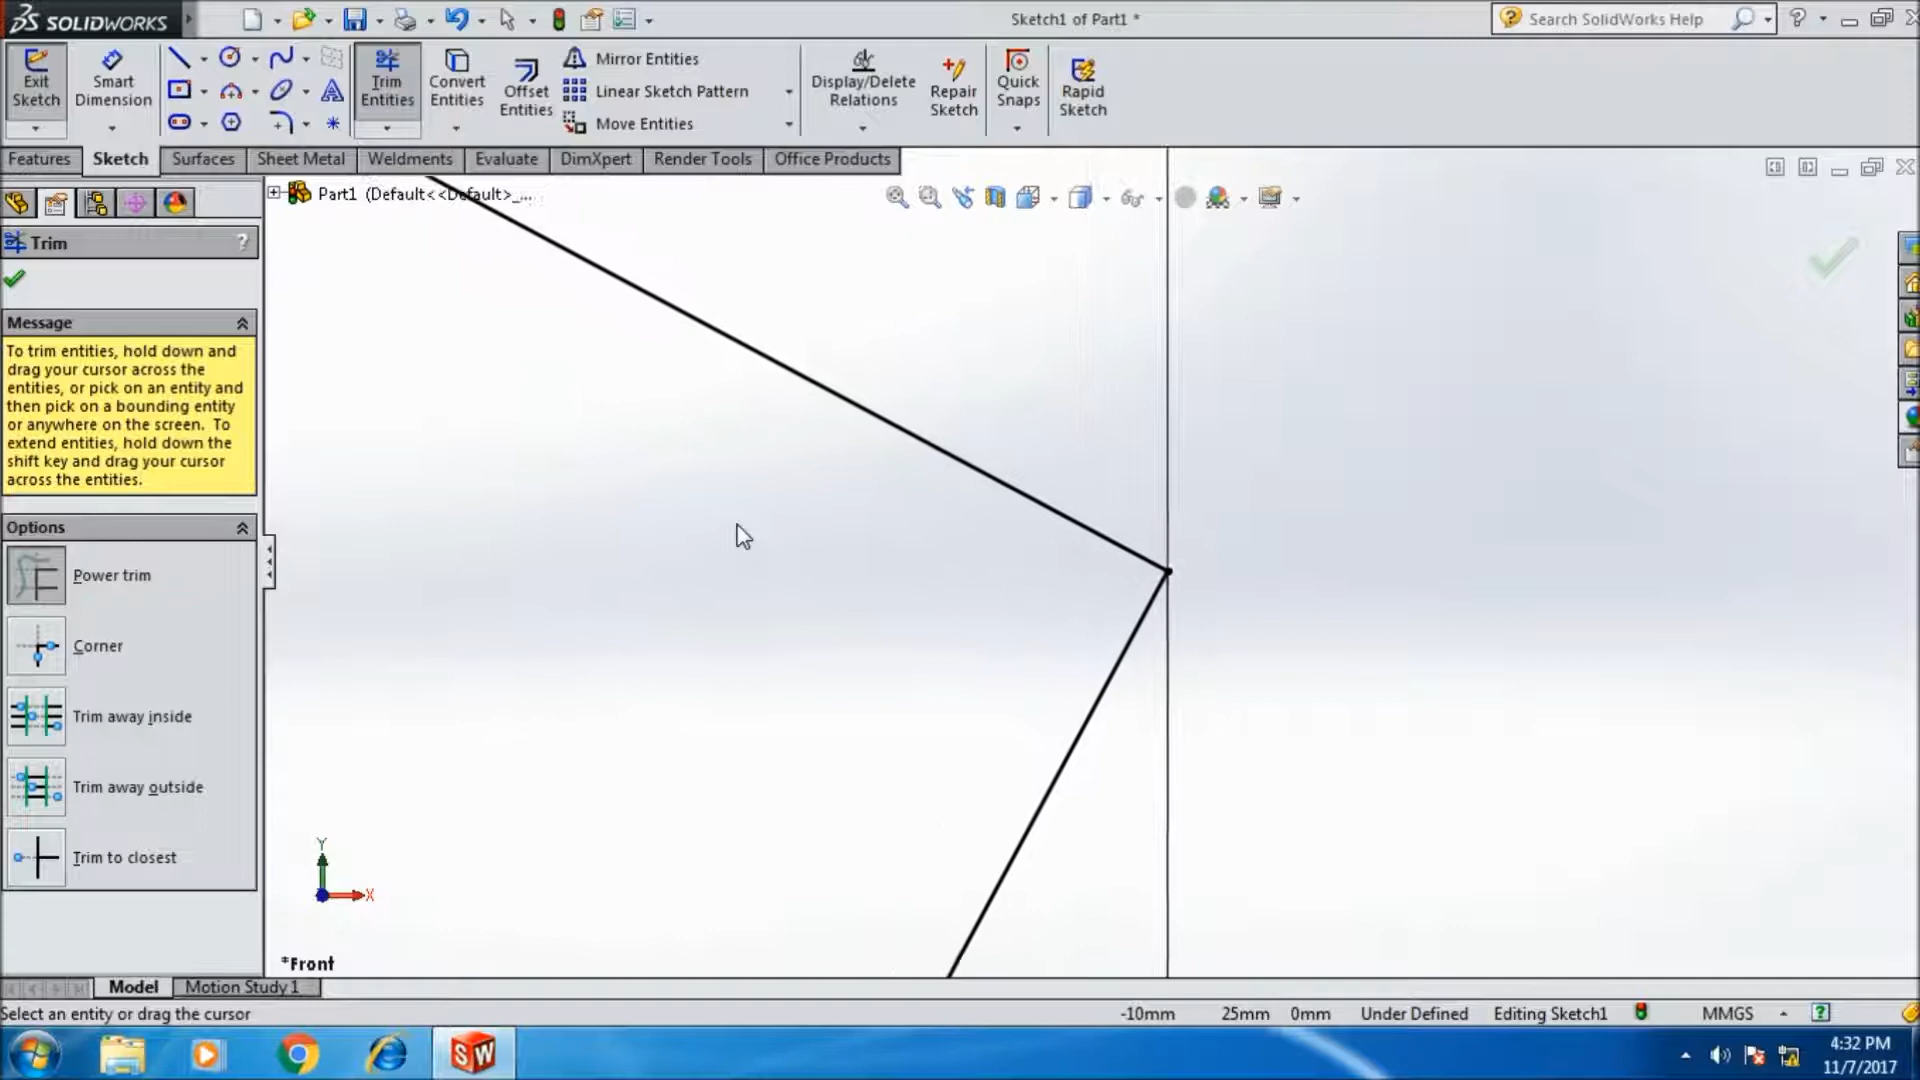 SOLIDWORKS
Sketch1 of Part1 *
Search SolidWorks Help
Exit Sketch
Smart Dimension
Trim Entities
Convert Entities
Offset Entities
Mirror Entities
Linear Sketch Pattern
Move Entities
Display/Delete Relations
Repair Sketch
Quick Snaps
Rapid Sketch
Features
Sketch
Surfaces
Sheet Metal
Weldments
Evaluate
DimXpert
Render Tools
Office Products
Part1 (Default<<Default>_...
Trim
?
Message
To trim entities, hold down and
drag your cursor across the
entities, or pick on an entity and
then pick on a bounding entity
or anywhere on the screen. To
extend entities, hold down the
shift key and drag your cursor
across the entities.
Options
Power trim
Corner
Trim away inside
Trim away outside
Trim to closest
Y
X
*Front
Model
Motion Study 1
Select an entity or drag the cursor
-10mm
25mm
0mm
Under Defined
Editing Sketch1
MMGS
?
SW
4:32 PM
11/7/2017